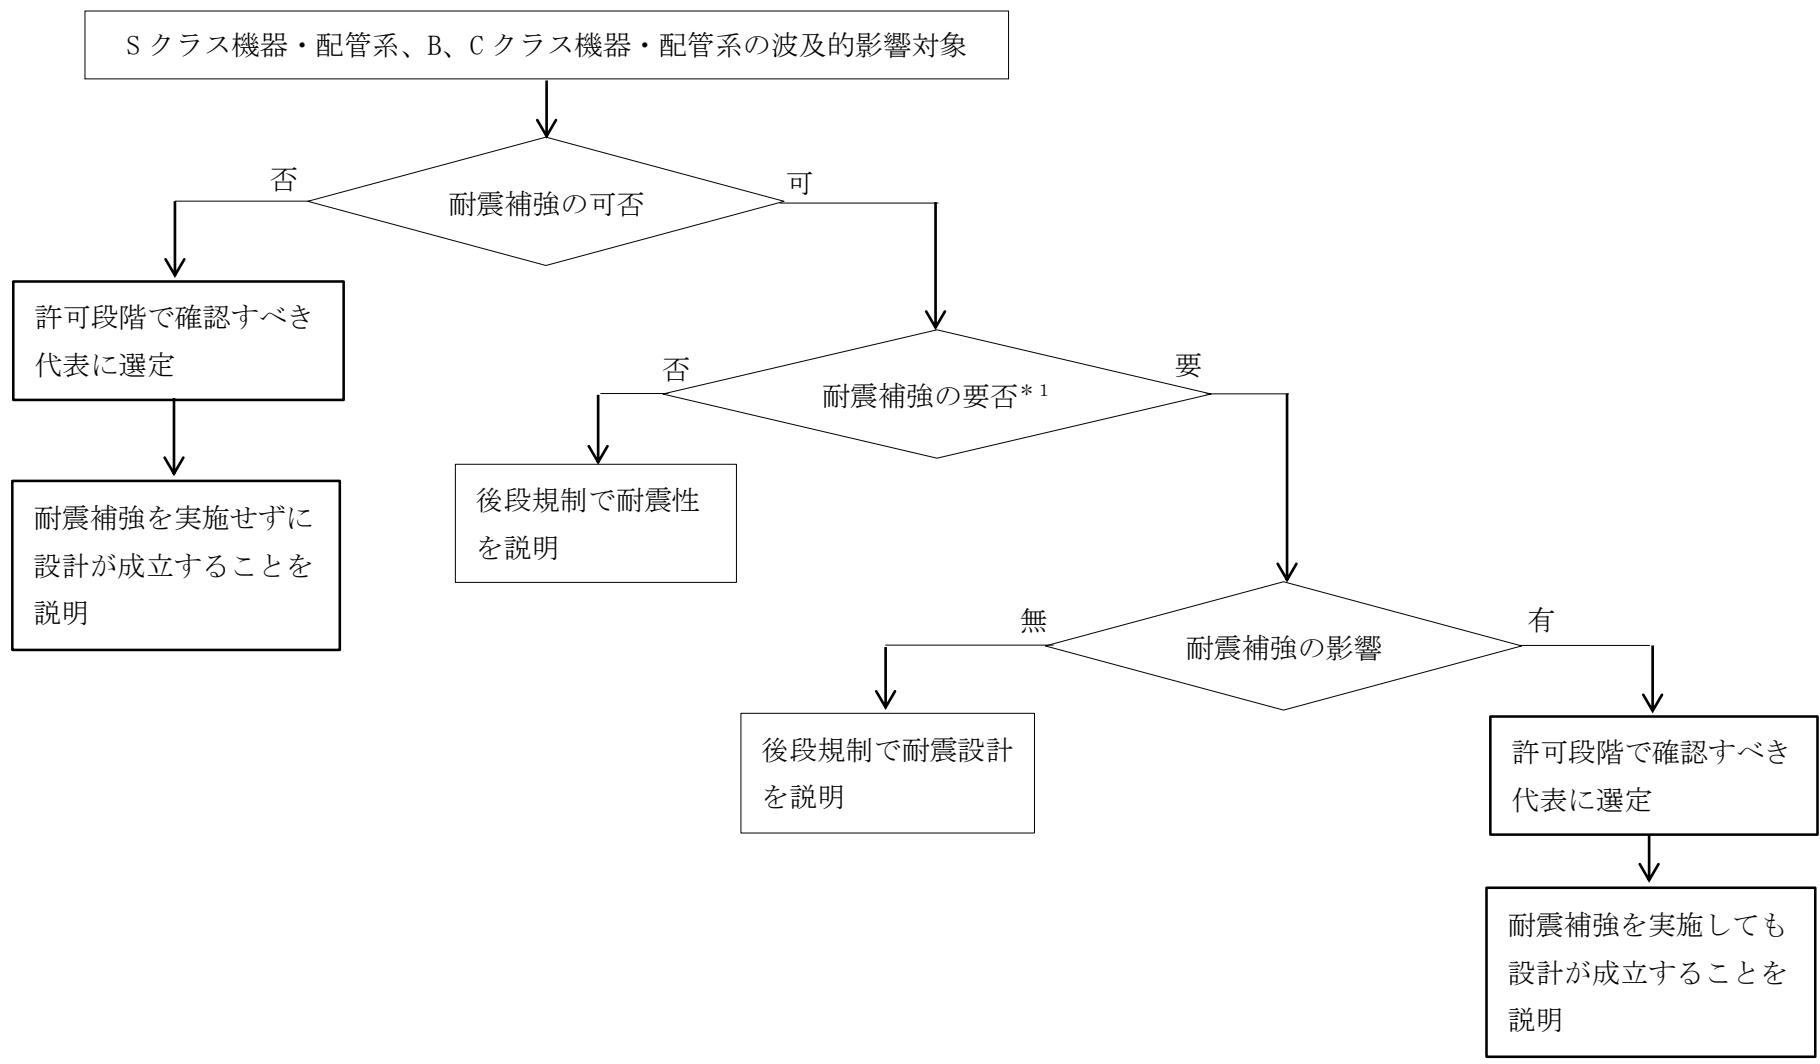 Sクラス機器・配管系、B、Cクラス機器・配管系の波及的影響対象
否
可
耐震補強の可否
許可段階で確認すべき
代表に選定
否
要
耐震補強の要否*1
耐震補強を実施せずに
設計が成立することを
説明
後段規制で耐震性
を説明
無
有
耐震補強の影響
後段規制で耐震設計
を説明
許可段階で確認すべき
代表に選定
耐震補強を実施しても
設計が成立することを
説明